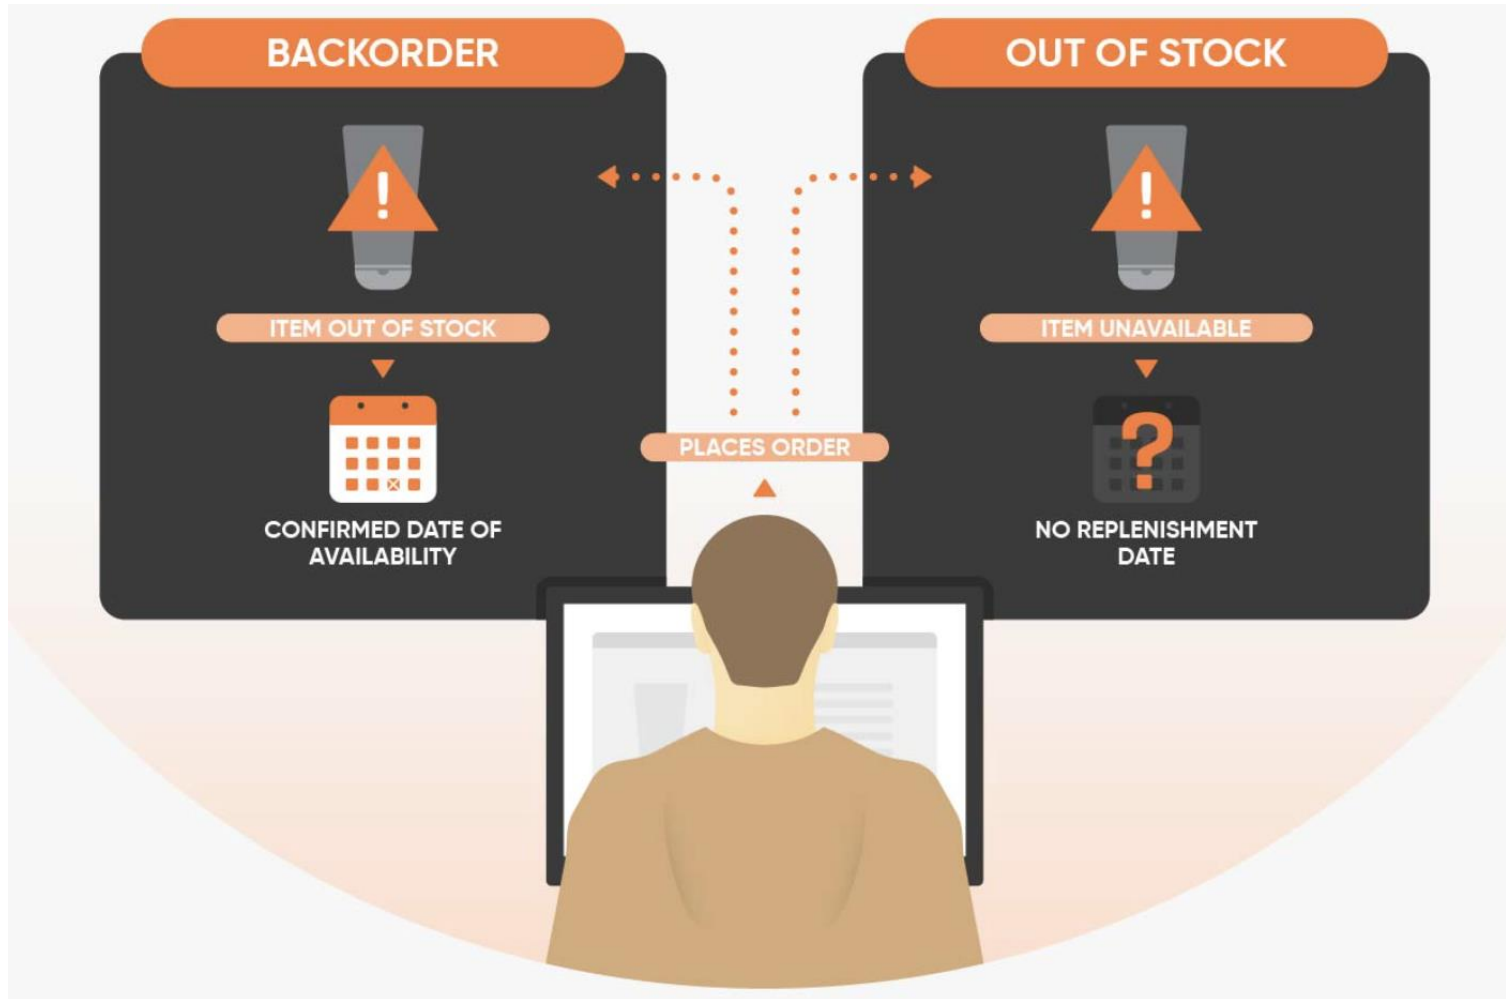 BACKORDER
ITEM OUT OF STOCK
CONFIRMED DATE OF
AVAILABILITY
PLACES ORDER
OUT OF STOCK
ITEM UNAVAILABLE
?
NO REPLENISHMENT
DATE